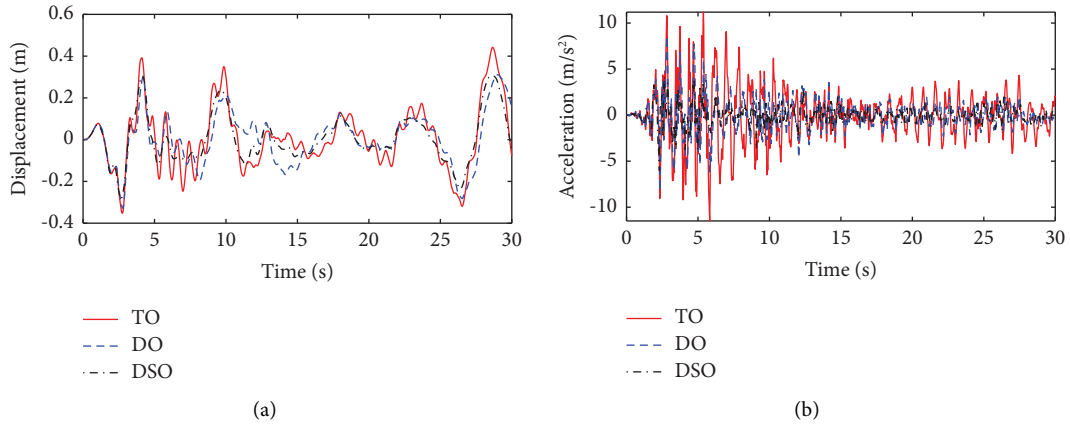 0.6
0.4
0.2
0
-0.2
-0.4
Displacement (m)
0 5 10 15 20 25 30
Time (s)
TO
DO
DSO
(a)
10
5
0
-5
-10
Acceleration (m/s²)
0 5 10 15 20 25 30
Time (s)
TO
DO
DSO
(b)